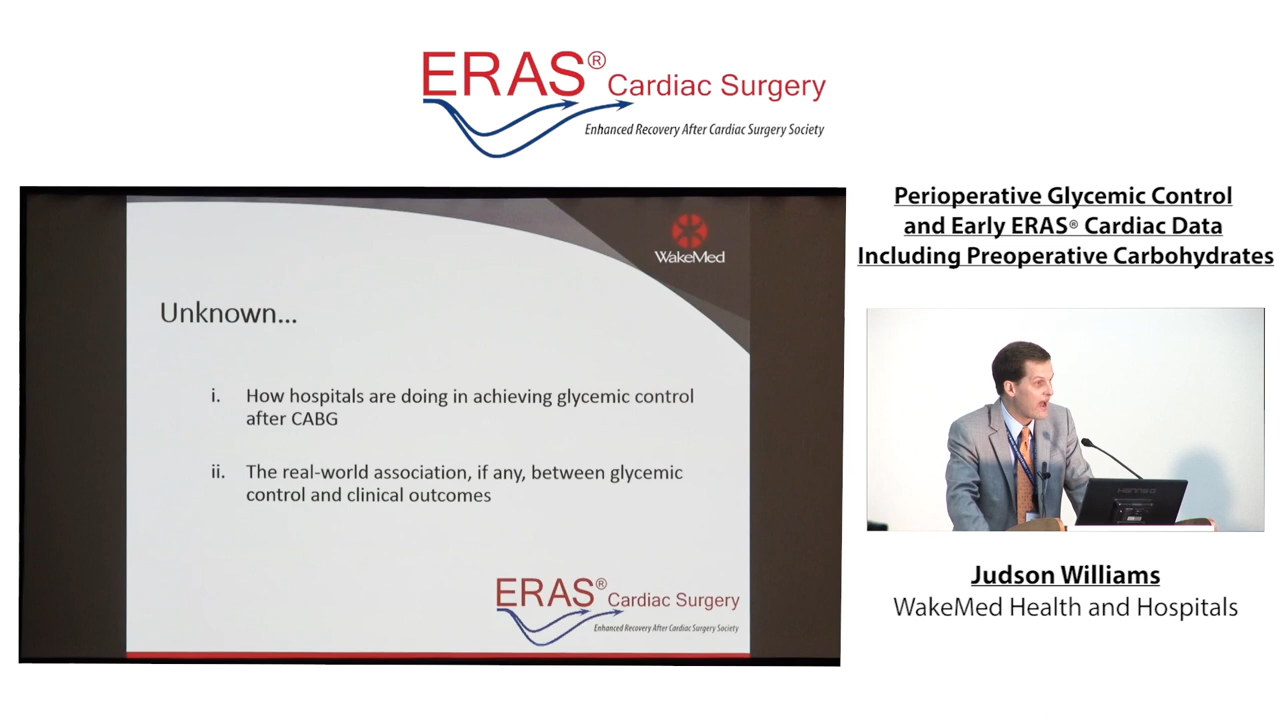 ERAS® Cardiac Surgery
Enhanced Recovery After Cardiac Surgery Society
WakeMed
Unknown...
i. How hospitals are doing in achieving glycemic control
after CABG
ii. The real-world association, if any, between glycemic
control and clinical outcomes
ERAS® Cardiac Surgery
Enhanced Recovery After Cardiac Surgery Society
Perioperative Glycemic Control
and Early ERAS® Cardiac Data
Including Preoperative Carbohydrates
Judson Williams
WakeMed Health and Hospitals